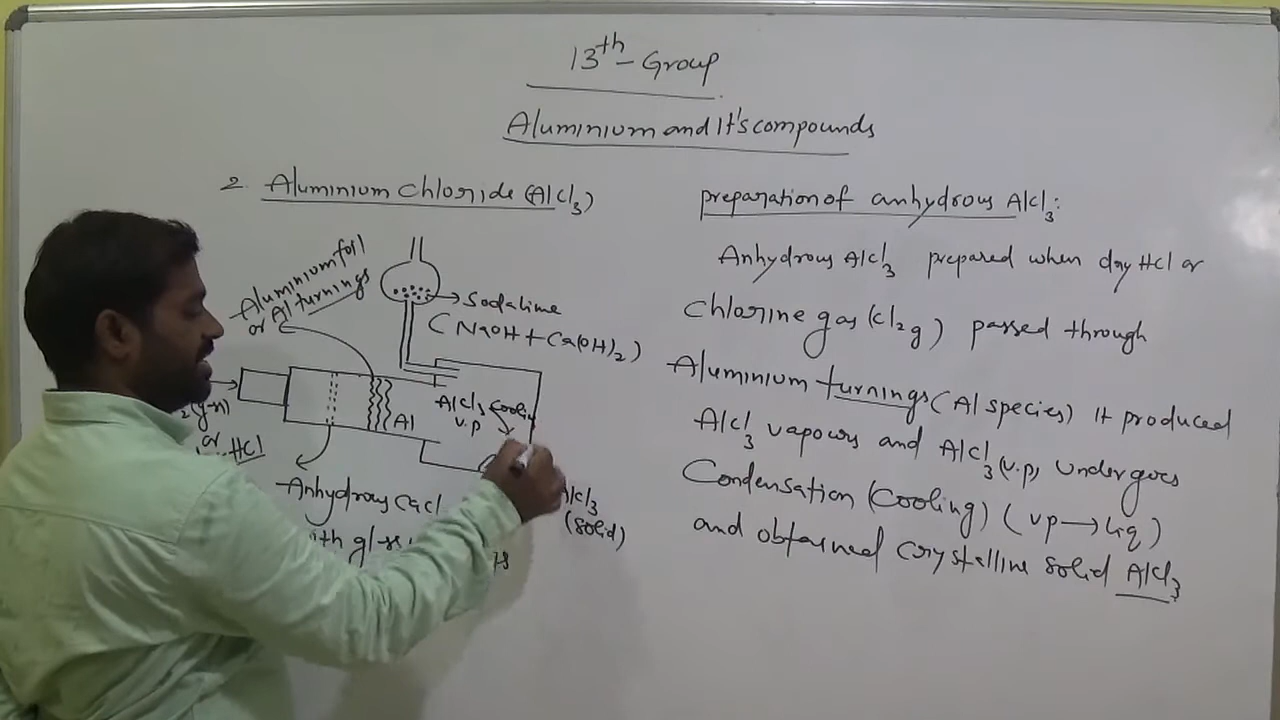 13th - Group
Aluminium and It's compounds
2. Aluminium chloride (AlCl3)
Aluminium foil
or Al turnings
Sodalime
(NaOH + Ca(OH)2)
AlCl3 cooling
v.p
Al
or
HCl
Anhydrous CaCl
AlCl3
(solid)
preparation of anhydrous AlCl3:
Anhydrous AlCl3 prepared when dry HCl or
Chlorine gas (Cl2g) passed through
Aluminium turnings (Al species) It produced
AlCl3 vapours and AlCl3 (v.p) undergoes
Condensation (cooling) (vp → liq)
and obtained crystalline solid AlCl3